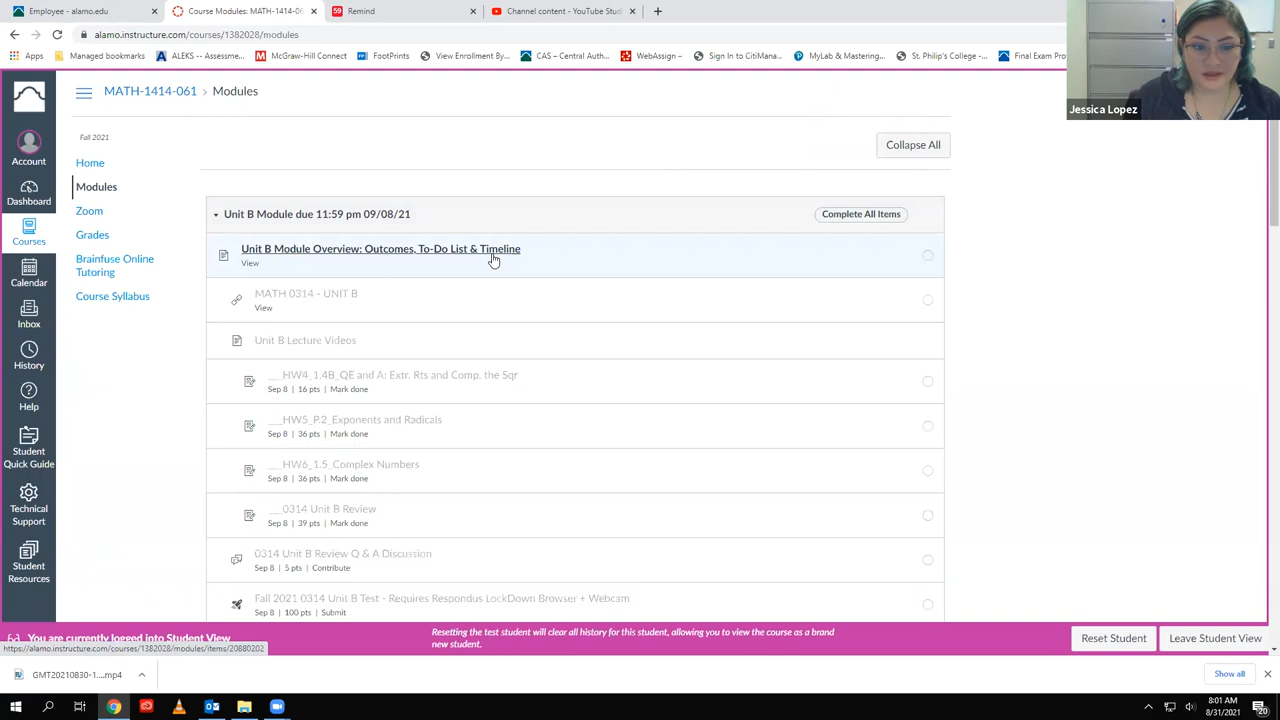 Employee - alamo.edu
Course Modules: MATH-1414-06
Remind
Channel content - YouTube Stud
alamo.instructure.com/courses/1382028/modules
Apps
Managed bookmarks
ALEKS -- Assessme...
McGraw-Hill Connect
FootPrints
View Enrollment By...
CAS – Central Auth...
WebAssign –
Sign In to CitiMana...
MyLab & Mastering...
St. Philip's College -...
Final Exam Pro
Jessica Lopez
MATH-1414-061 › Modules
Fall 2021
Collapse All
Account
Dashboard
Courses
Calendar
Inbox
History
Help
Student
Quick Guide
Technical
Support
Student
Resources
Home
Modules
Zoom
Grades
Brainfuse Online
Tutoring
Course Syllabus
Unit B Module due 11:59 pm 09/08/21
Complete All Items
Unit B Module Overview: Outcomes, To-Do List & Timeline
View
MATH 0314 - UNIT B
View
Unit B Lecture Videos
___HW4_1.4B_QE and A: Extr. Rts and Comp. the Sqr
Sep 8 | 16 pts | Mark done
___HW5_P.2_Exponents and Radicals
Sep 8 | 36 pts | Mark done
___HW6_1.5_Complex Numbers
Sep 8 | 36 pts | Mark done
___0314 Unit B Review
Sep 8 | 39 pts | Mark done
0314 Unit B Review Q & A Discussion
Sep 8 | 5 pts | Contribute
Fall 2021 0314 Unit B Test - Requires Respondus LockDown Browser + Webcam
Sep 8 | 100 pts | Submit
You are currently logged into Student View
Resetting the test student will clear all history for this student, allowing you to view the course as a brand
new student.
Reset Student
Leave Student View
https://alamo.instructure.com/courses/1382028/modules/items/20880202
GMT20210830-1....mp4
Show all
8:01 AM
8/31/2021
20